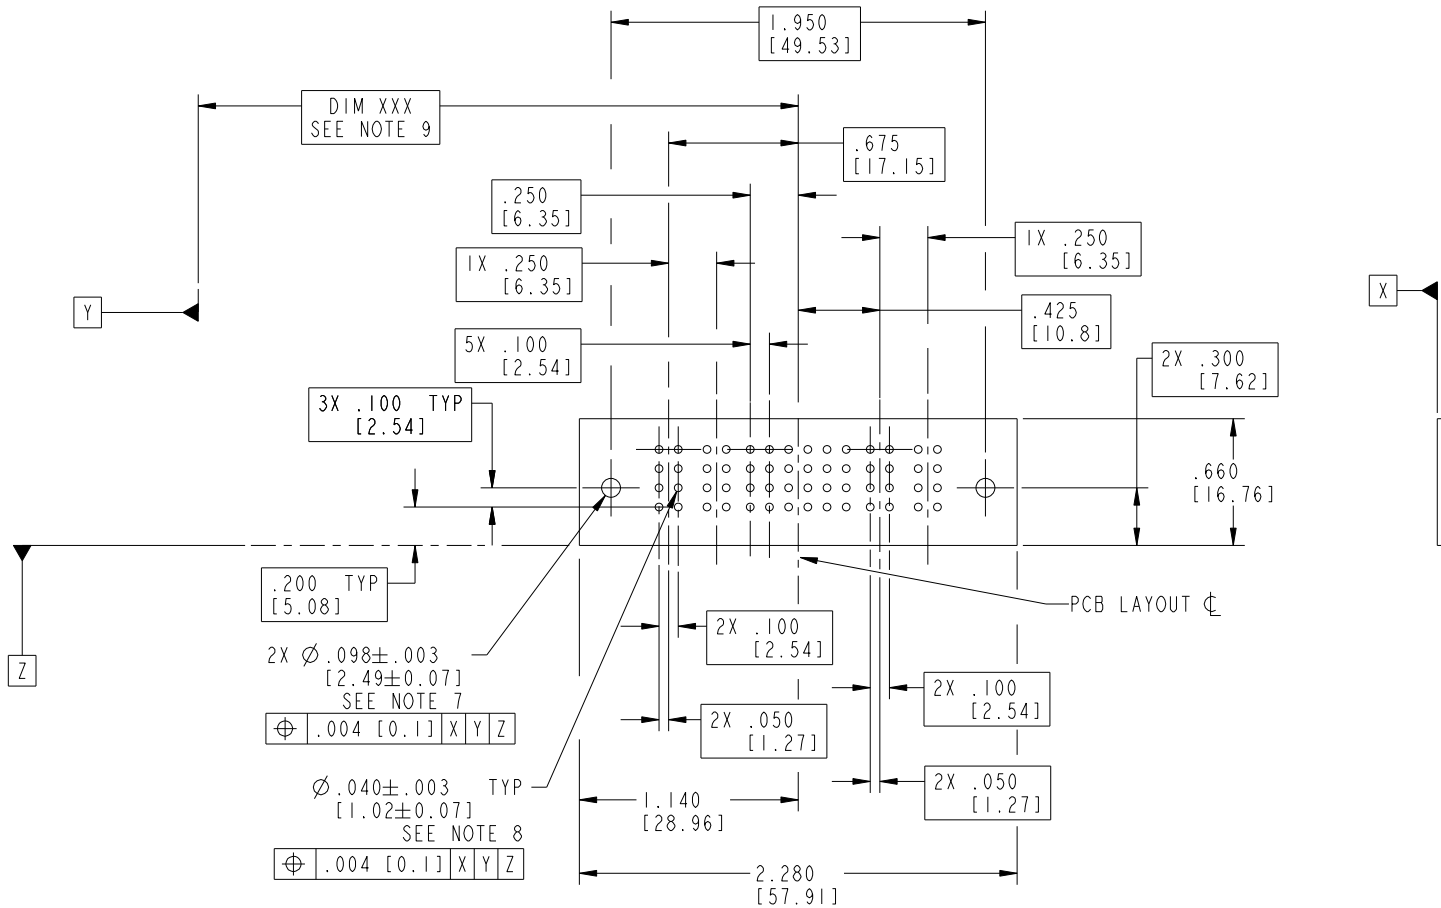 1.950
[49.53]
DIM XXX
SEE NOTE 9
.675
[17.15]
.250
[6.35]
1X .250
[6.35]
1X .250
[6.35]
Y
X
.425
[10.8]
5X .100
[2.54]
2X .300
[7.62]
3X .100 TYP
[2.54]
.660
[16.76]
.200 TYP
[5.08]
PCB LAYOUT ℄
Z
2X .100
[2.54]
2X ∅.098±.003
[2.49±0.07]
SEE NOTE 7
⌖ .004 [0.1] X Y Z
2X .100
[2.54]
2X .050
[1.27]
∅.040±.003 TYP
[1.02±0.07]
SEE NOTE 8
⌖ .004 [0.1] X Y Z
2X .050
[1.27]
1.140
[28.96]
2.280
[57.91]